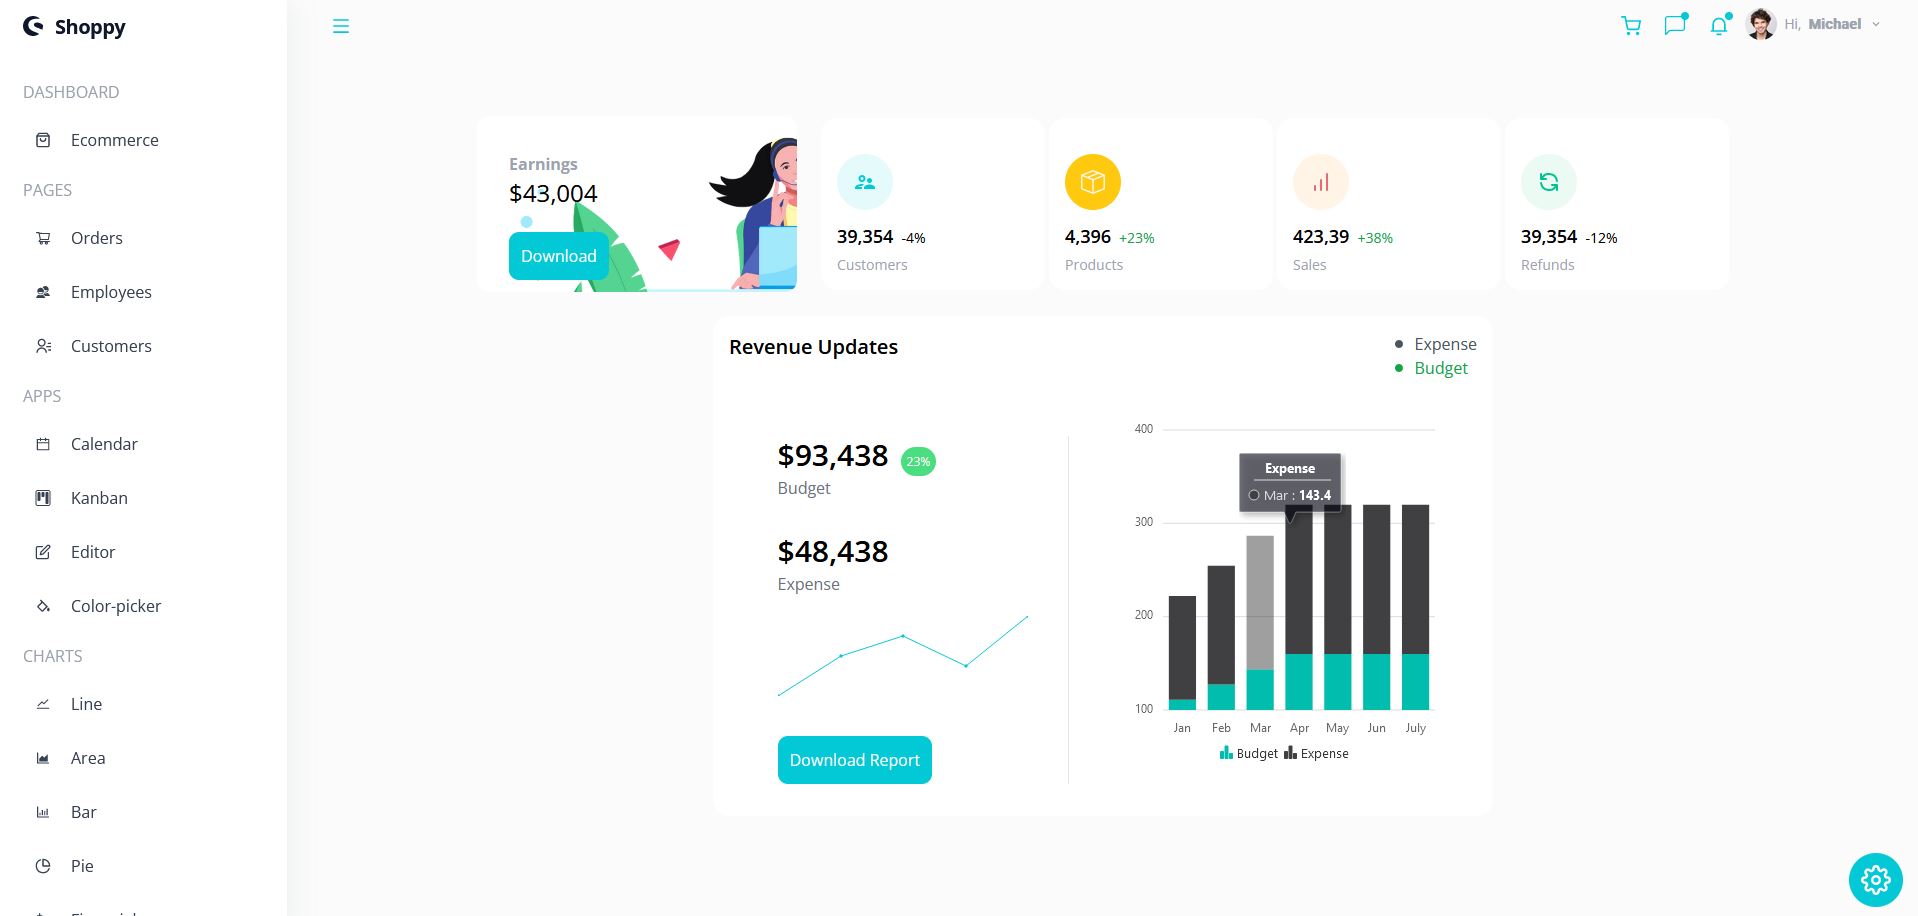 Shoppy
Hi, Michael
DASHBOARD
Ecommerce
PAGES
Orders
Employees
Customers
APPS
Calendar
Kanban
Editor
Color-picker
CHARTS
Line
Area
Bar
Pie
Earnings
$43,004
Download
39,354 -4%
Customers
4,396 +23%
Products
423,39 +38%
Sales
39,354 -12%
Refunds
Revenue Updates
Expense
Budget
$93,438 23%
Budget
$48,438
Expense
Download Report
400
300
200
100
Expense
Mar : 143.4
Jan Feb Mar Apr May Jun July
Budget Expense